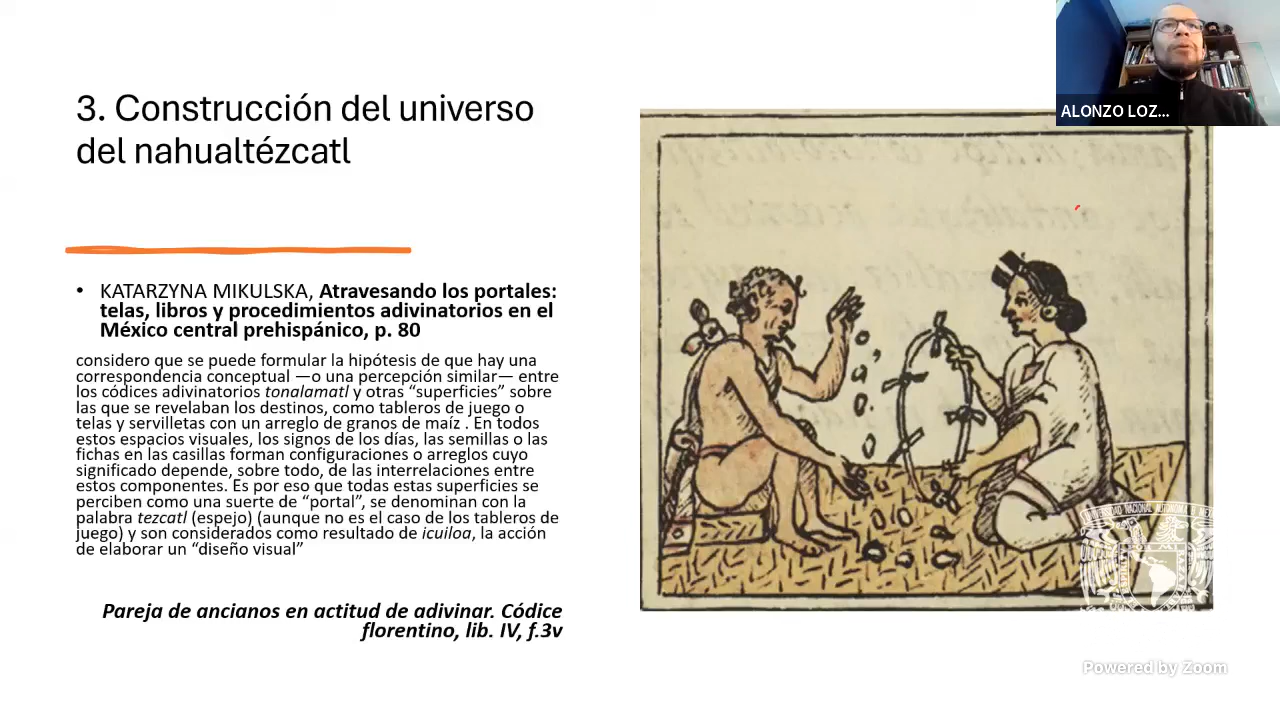 ALONZO LOZ...
3. Construcción del universo
del nahualtézcatl
• KATARZYNA MIKULSKA, Atravesando los portales:
telas, libros y procedimientos adivinatorios en el
México central prehispánico, p. 80
considero que se puede formular la hipótesis de que hay una
correspondencia conceptual —o una percepción similar— entre
los códices adivinatorios tonalamatl y otras “superficies” sobre
las que se revelaban los destinos, como tableros de juego o
telas y servilletas con un arreglo de granos de maíz . En todos
estos espacios visuales, los signos de los días, las semillas o las
fichas en las casillas forman configuraciones o arreglos cuyo
significado depende, sobre todo, de las interrelaciones entre
estos componentes. Es por eso que todas estas superficies se
perciben como una suerte de “portal”, se denominan con la
palabra tezcatl (espejo) (aunque no es el caso de los tableros de
juego) y son considerados como resultado de icuiloa, la acción
de elaborar un “diseño visual”
Pareja de ancianos en actitud de adivinar. Códice
florentino, lib. IV, f.3v
Powered by Zoom